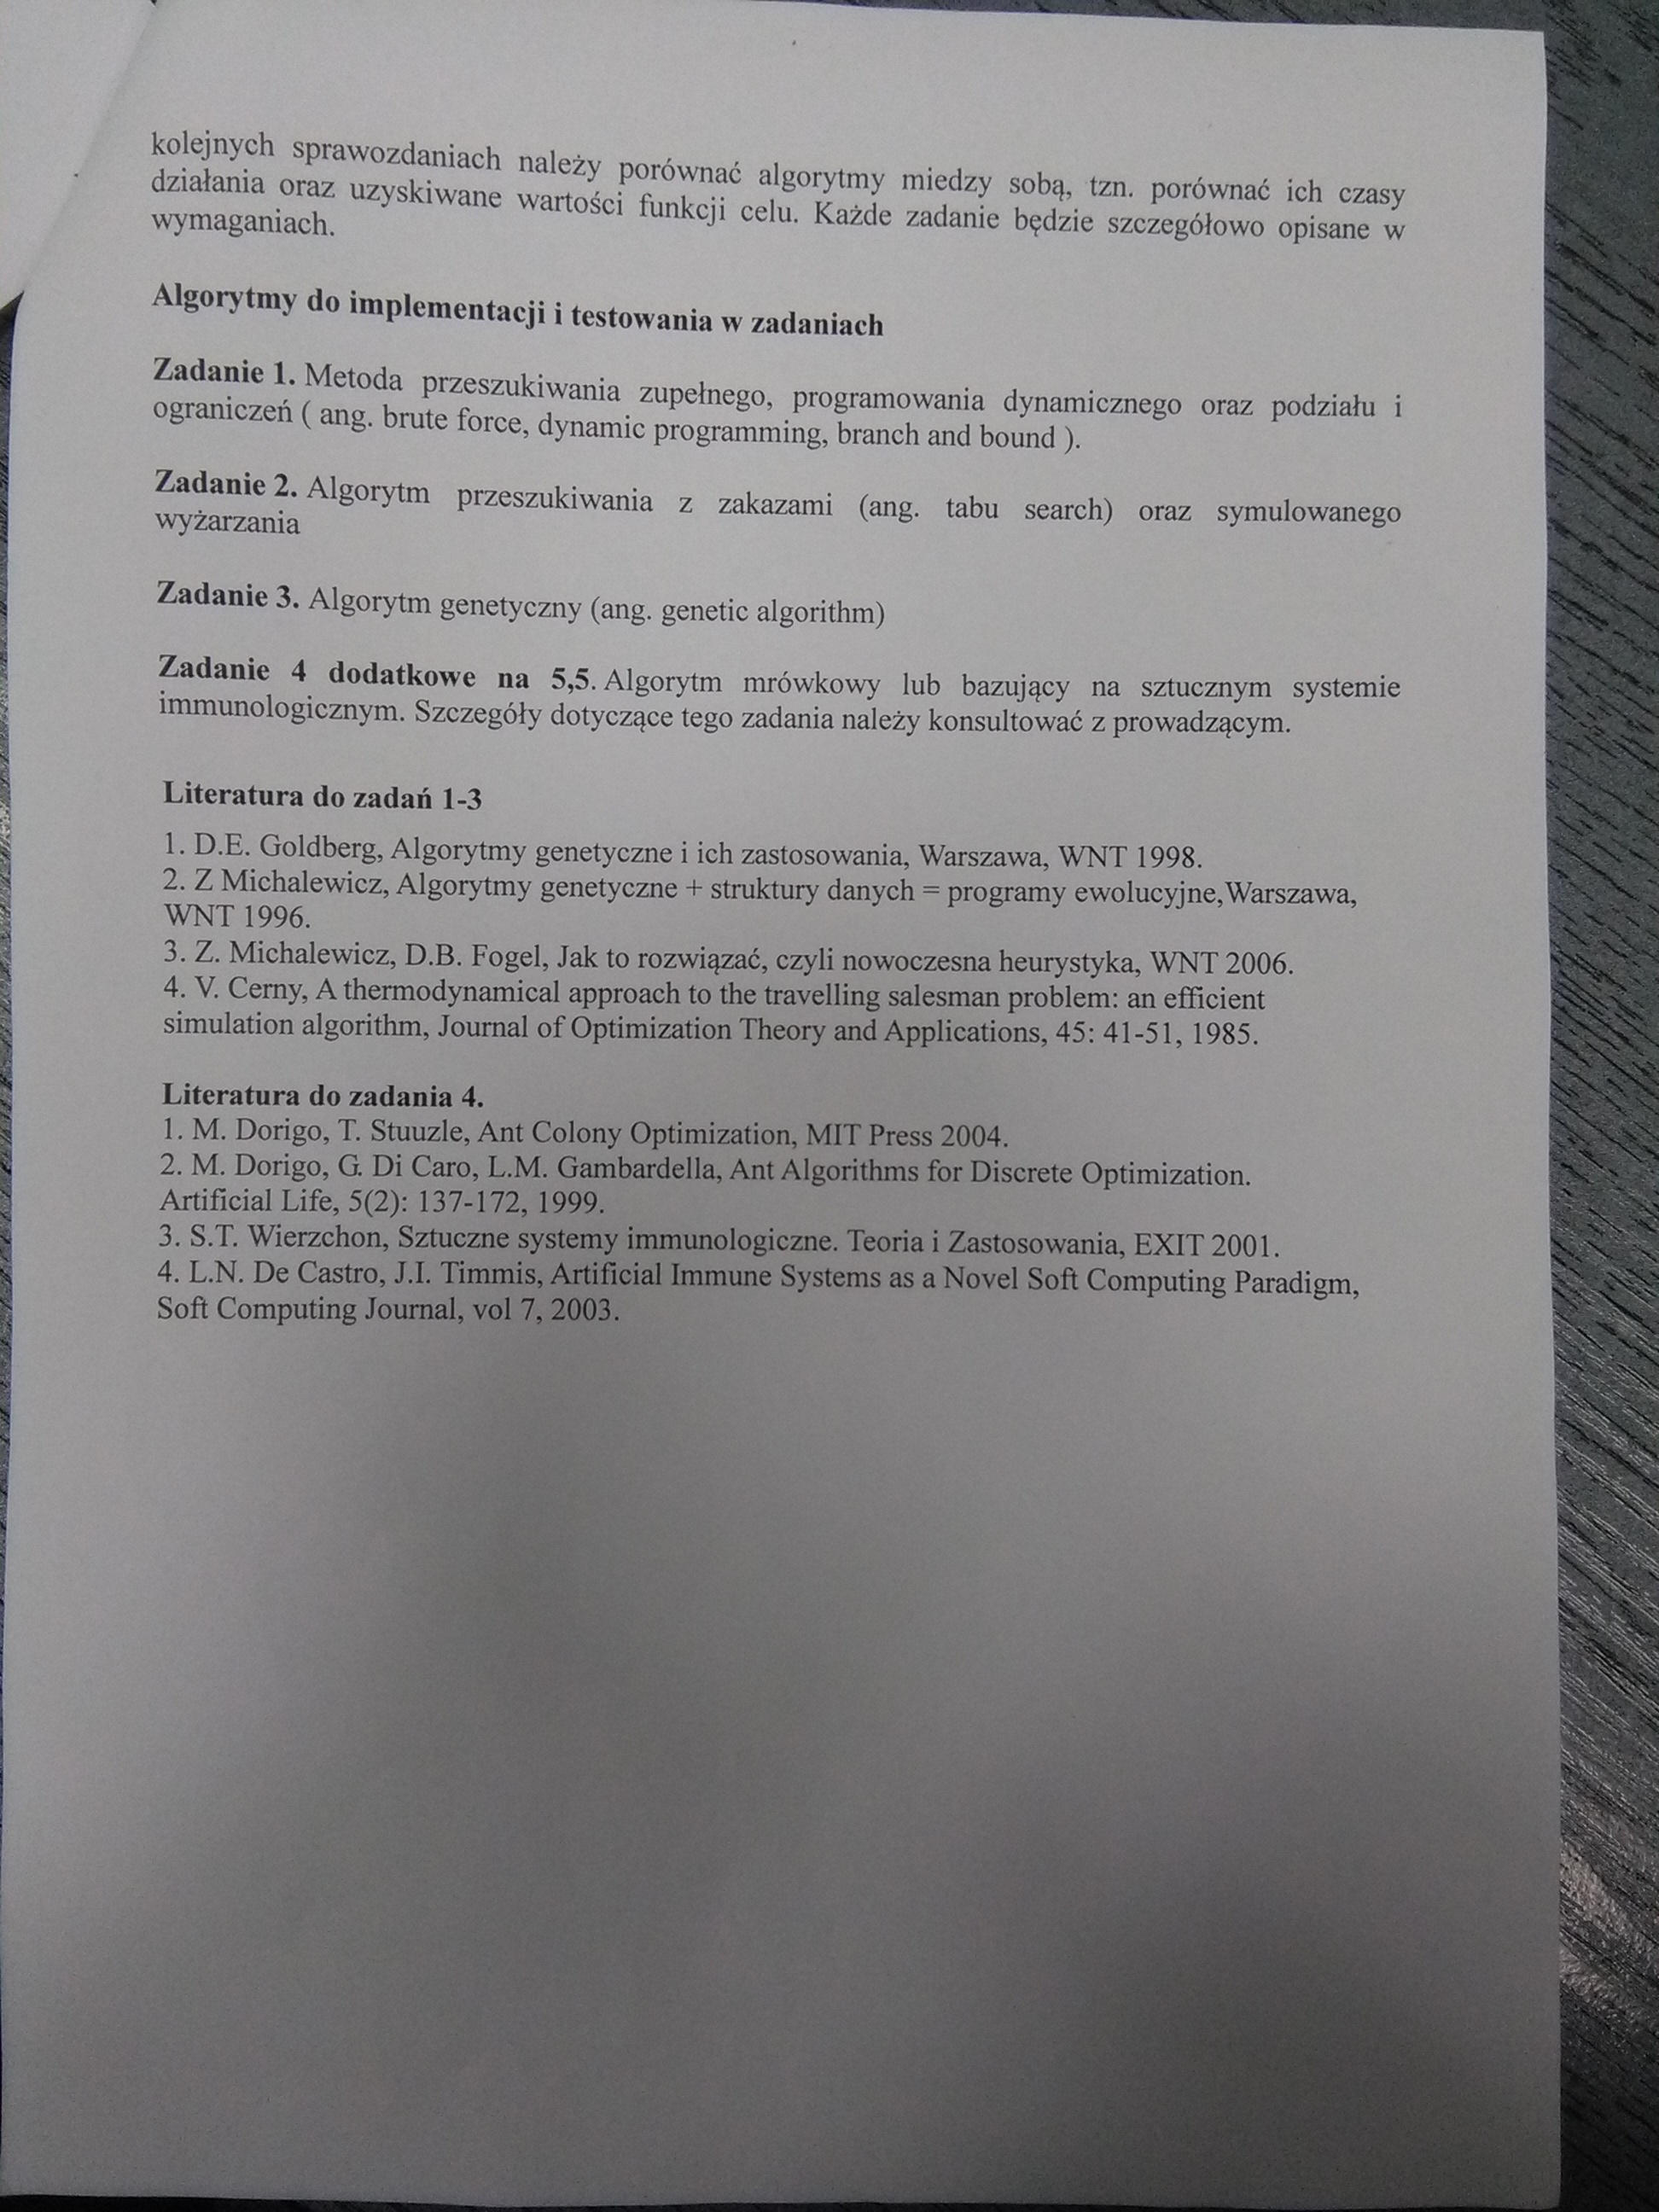 kolejnych sprawozdaniach należy porównać algorytmy miedzy sobą, tzn. porównać ich czasy
działania oraz uzyskiwane wartości funkcji celu. Każde zadanie będzie szczegółowo opisane w
wymaganiach.
Algorytmy do implementacji i testowania w zadaniach
Zadanie 1. Metoda przeszukiwania zupełnego, programowania dynamicznego oraz podziału i
ograniczeń ( ang. brute force, dynamic programming, branch and bound ).
Zadanie 2. Algorytm przeszukiwania z zakazami (ang. tabu search) oraz symulowanego
wyżarzania
Zadanie 3. Algorytm genetyczny (ang. genetic algorithm)
Zadanie 4 dodatkowe na 5,5. Algorytm mrówkowy lub bazujący na sztucznym systemie
immunologicznym. Szczegóły dotyczące tego zadania należy konsultować z prowadzącym.
Literatura do zadań 1-3
1. D.E. Goldberg, Algorytmy genetyczne i ich zastosowania, Warszawa, WNT 1998.
2. Z Michalewicz, Algorytmy genetyczne + struktury danych = programy ewolucyjne,Warszawa,
WNT 1996.
3. Z. Michalewicz, D.B. Fogel, Jak to rozwiązać, czyli nowoczesna heurystyka, WNT 2006.
4. V. Cerny, A thermodynamical approach to the travelling salesman problem: an efficient
simulation algorithm, Journal of Optimization Theory and Applications, 45: 41-51, 1985.
Literatura do zadania 4.
1. M. Dorigo, T. Stuuzle, Ant Colony Optimization, MIT Press 2004.
2. M. Dorigo, G. Di Caro, L.M. Gambardella, Ant Algorithms for Discrete Optimization.
Artificial Life, 5(2): 137-172, 1999.
3. S.T. Wierzchon, Sztuczne systemy immunologiczne. Teoria i Zastosowania, EXIT 2001.
4. L.N. De Castro, J.I. Timmis, Artificial Immune Systems as a Novel Soft Computing Paradigm,
Soft Computing Journal, vol 7, 2003.